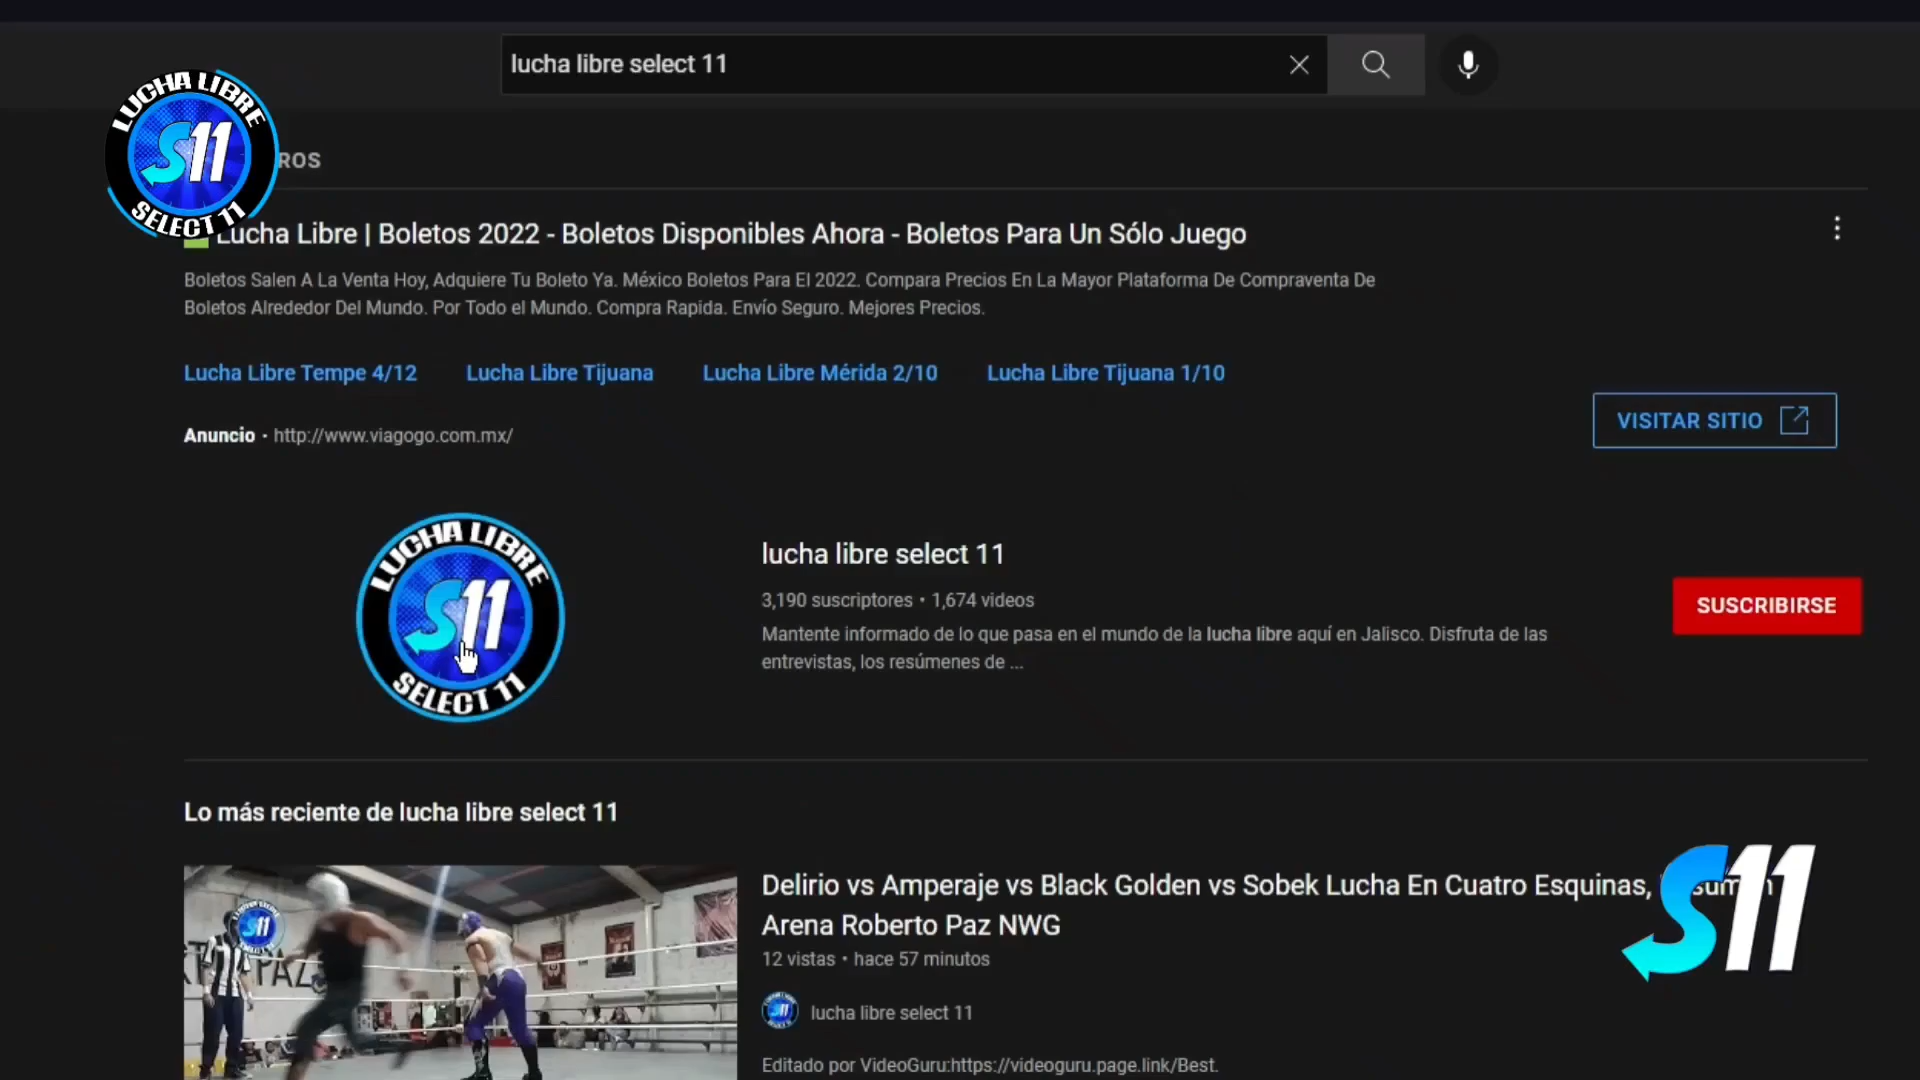 lucha libre select 11
LUCHA LIBRE
S11
SELECT 11
ROS
Lucha Libre | Boletos 2022 - Boletos Disponibles Ahora - Boletos Para Un Sólo Juego
Boletos Salen A La Venta Hoy, Adquiere Tu Boleto Ya. México Boletos Para El 2022. Compara Precios En La Mayor Plataforma De Compraventa De
Boletos Alrededor Del Mundo. Por Todo el Mundo. Compra Rapida. Envío Seguro. Mejores Precios.
Lucha Libre Tempe 4/12 Lucha Libre Tijuana Lucha Libre Mérida 2/10 Lucha Libre Tijuana 1/10
VISITAR SITIO
Anuncio · http://www.viagogo.com.mx/
LUCHA LIBRE
S11
SELECT 11
lucha libre select 11
3,190 suscriptores • 1,674 videos
Mantente informado de lo que pasa en el mundo de la lucha libre aquí en Jalisco. Disfruta de las
entrevistas, los resúmenes de ...
SUSCRIBIRSE
Lo más reciente de lucha libre select 11
Delirio vs Amperaje vs Black Golden vs Sobek Lucha En Cuatro Esquinas,
Arena Roberto Paz NWG
12 vistas • hace 57 minutos
S11
lucha libre select 11
Editado por VideoGuru:https://videoguru.page.link/Best.